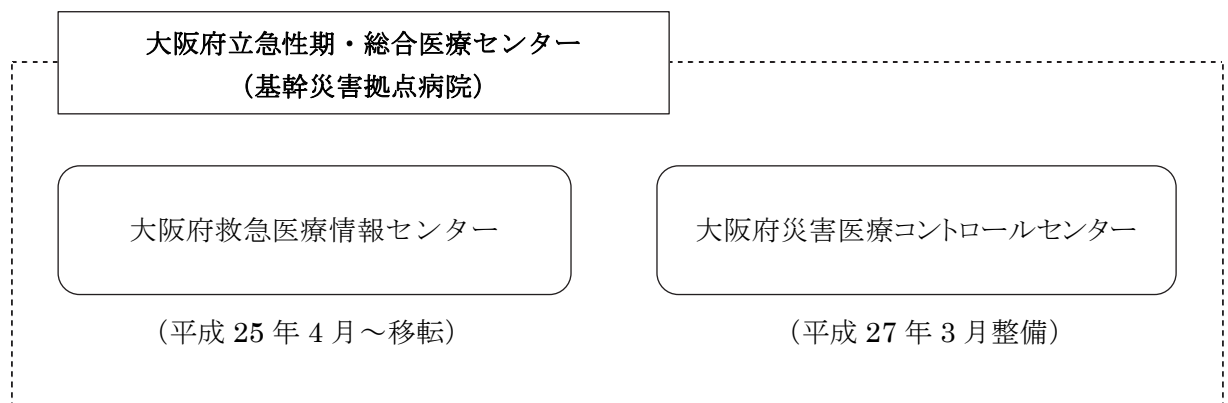 大阪府立急性期・総合医療センター
（基幹災害拠点病院）
大阪府救急医療情報センター
大阪府災害医療コントロールセンター
（平成 25 年 4 月～移転）
（平成 27 年 3 月整備）